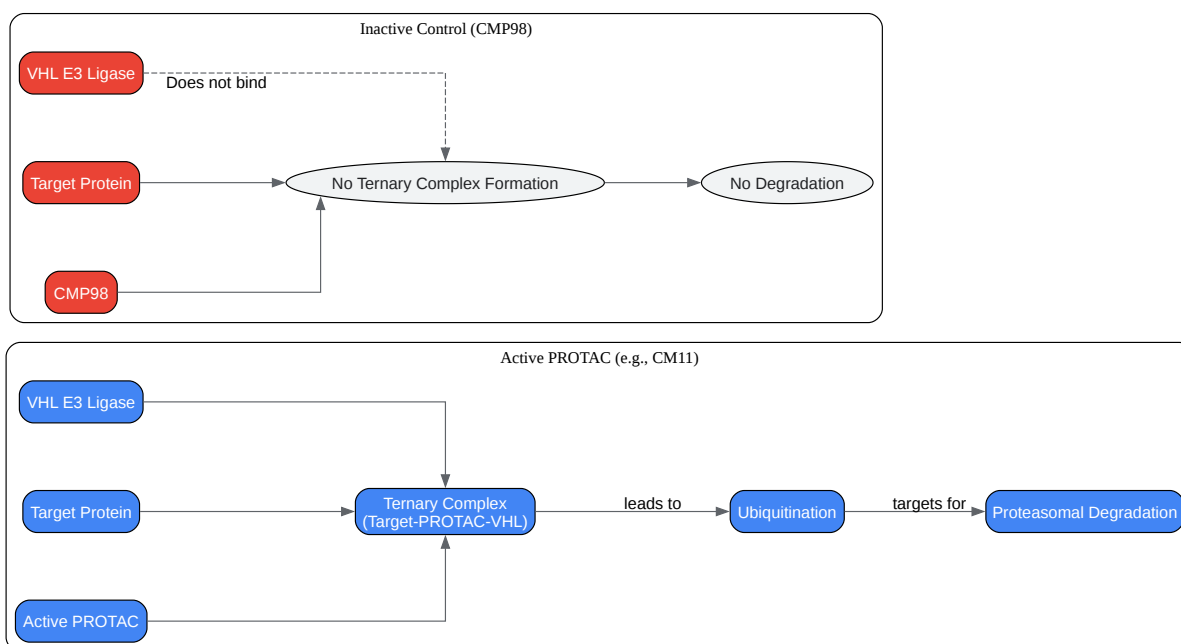 Inactive Control (CMP98)
VHL E3 Ligase
Does not bind
Target Protein
No Ternary Complex Formation
No Degradation
CMP98
Active PROTAC (e.g., CM11)
VHL E3 Ligase
Target Protein
Ternary Complex
(Target-PROTAC-VHL)
leads to
Ubiquitination
targets for
Proteasomal Degradation
Active PROTAC